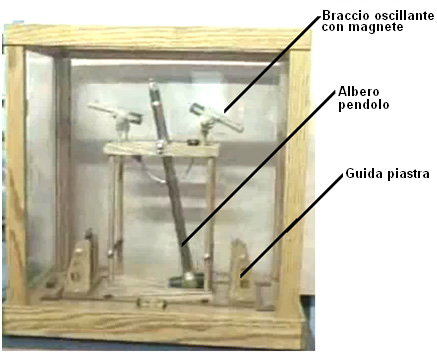 Braccio oscillante
con magnete
Albero
pendolo
Guida piastra